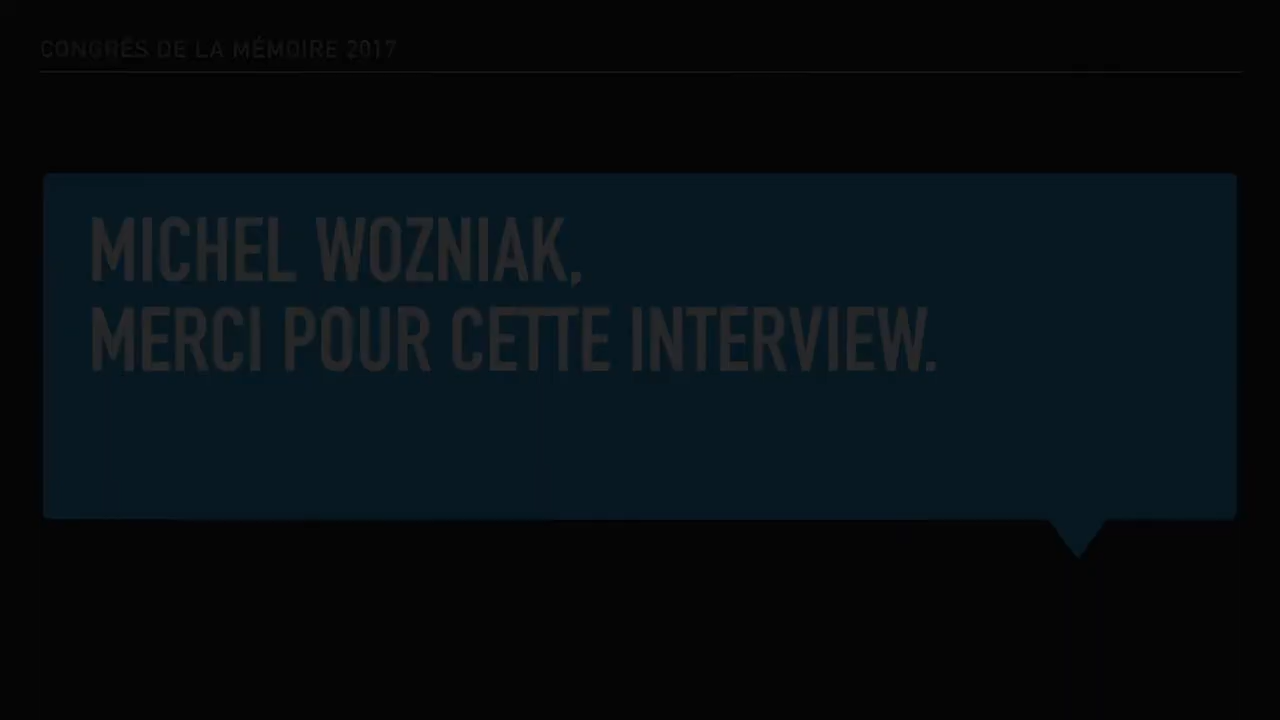 CONGRÈS DE LA MÉMOIRE 2017
MICHEL WOZNIAK,
MERCI POUR CETTE INTERVIEW.